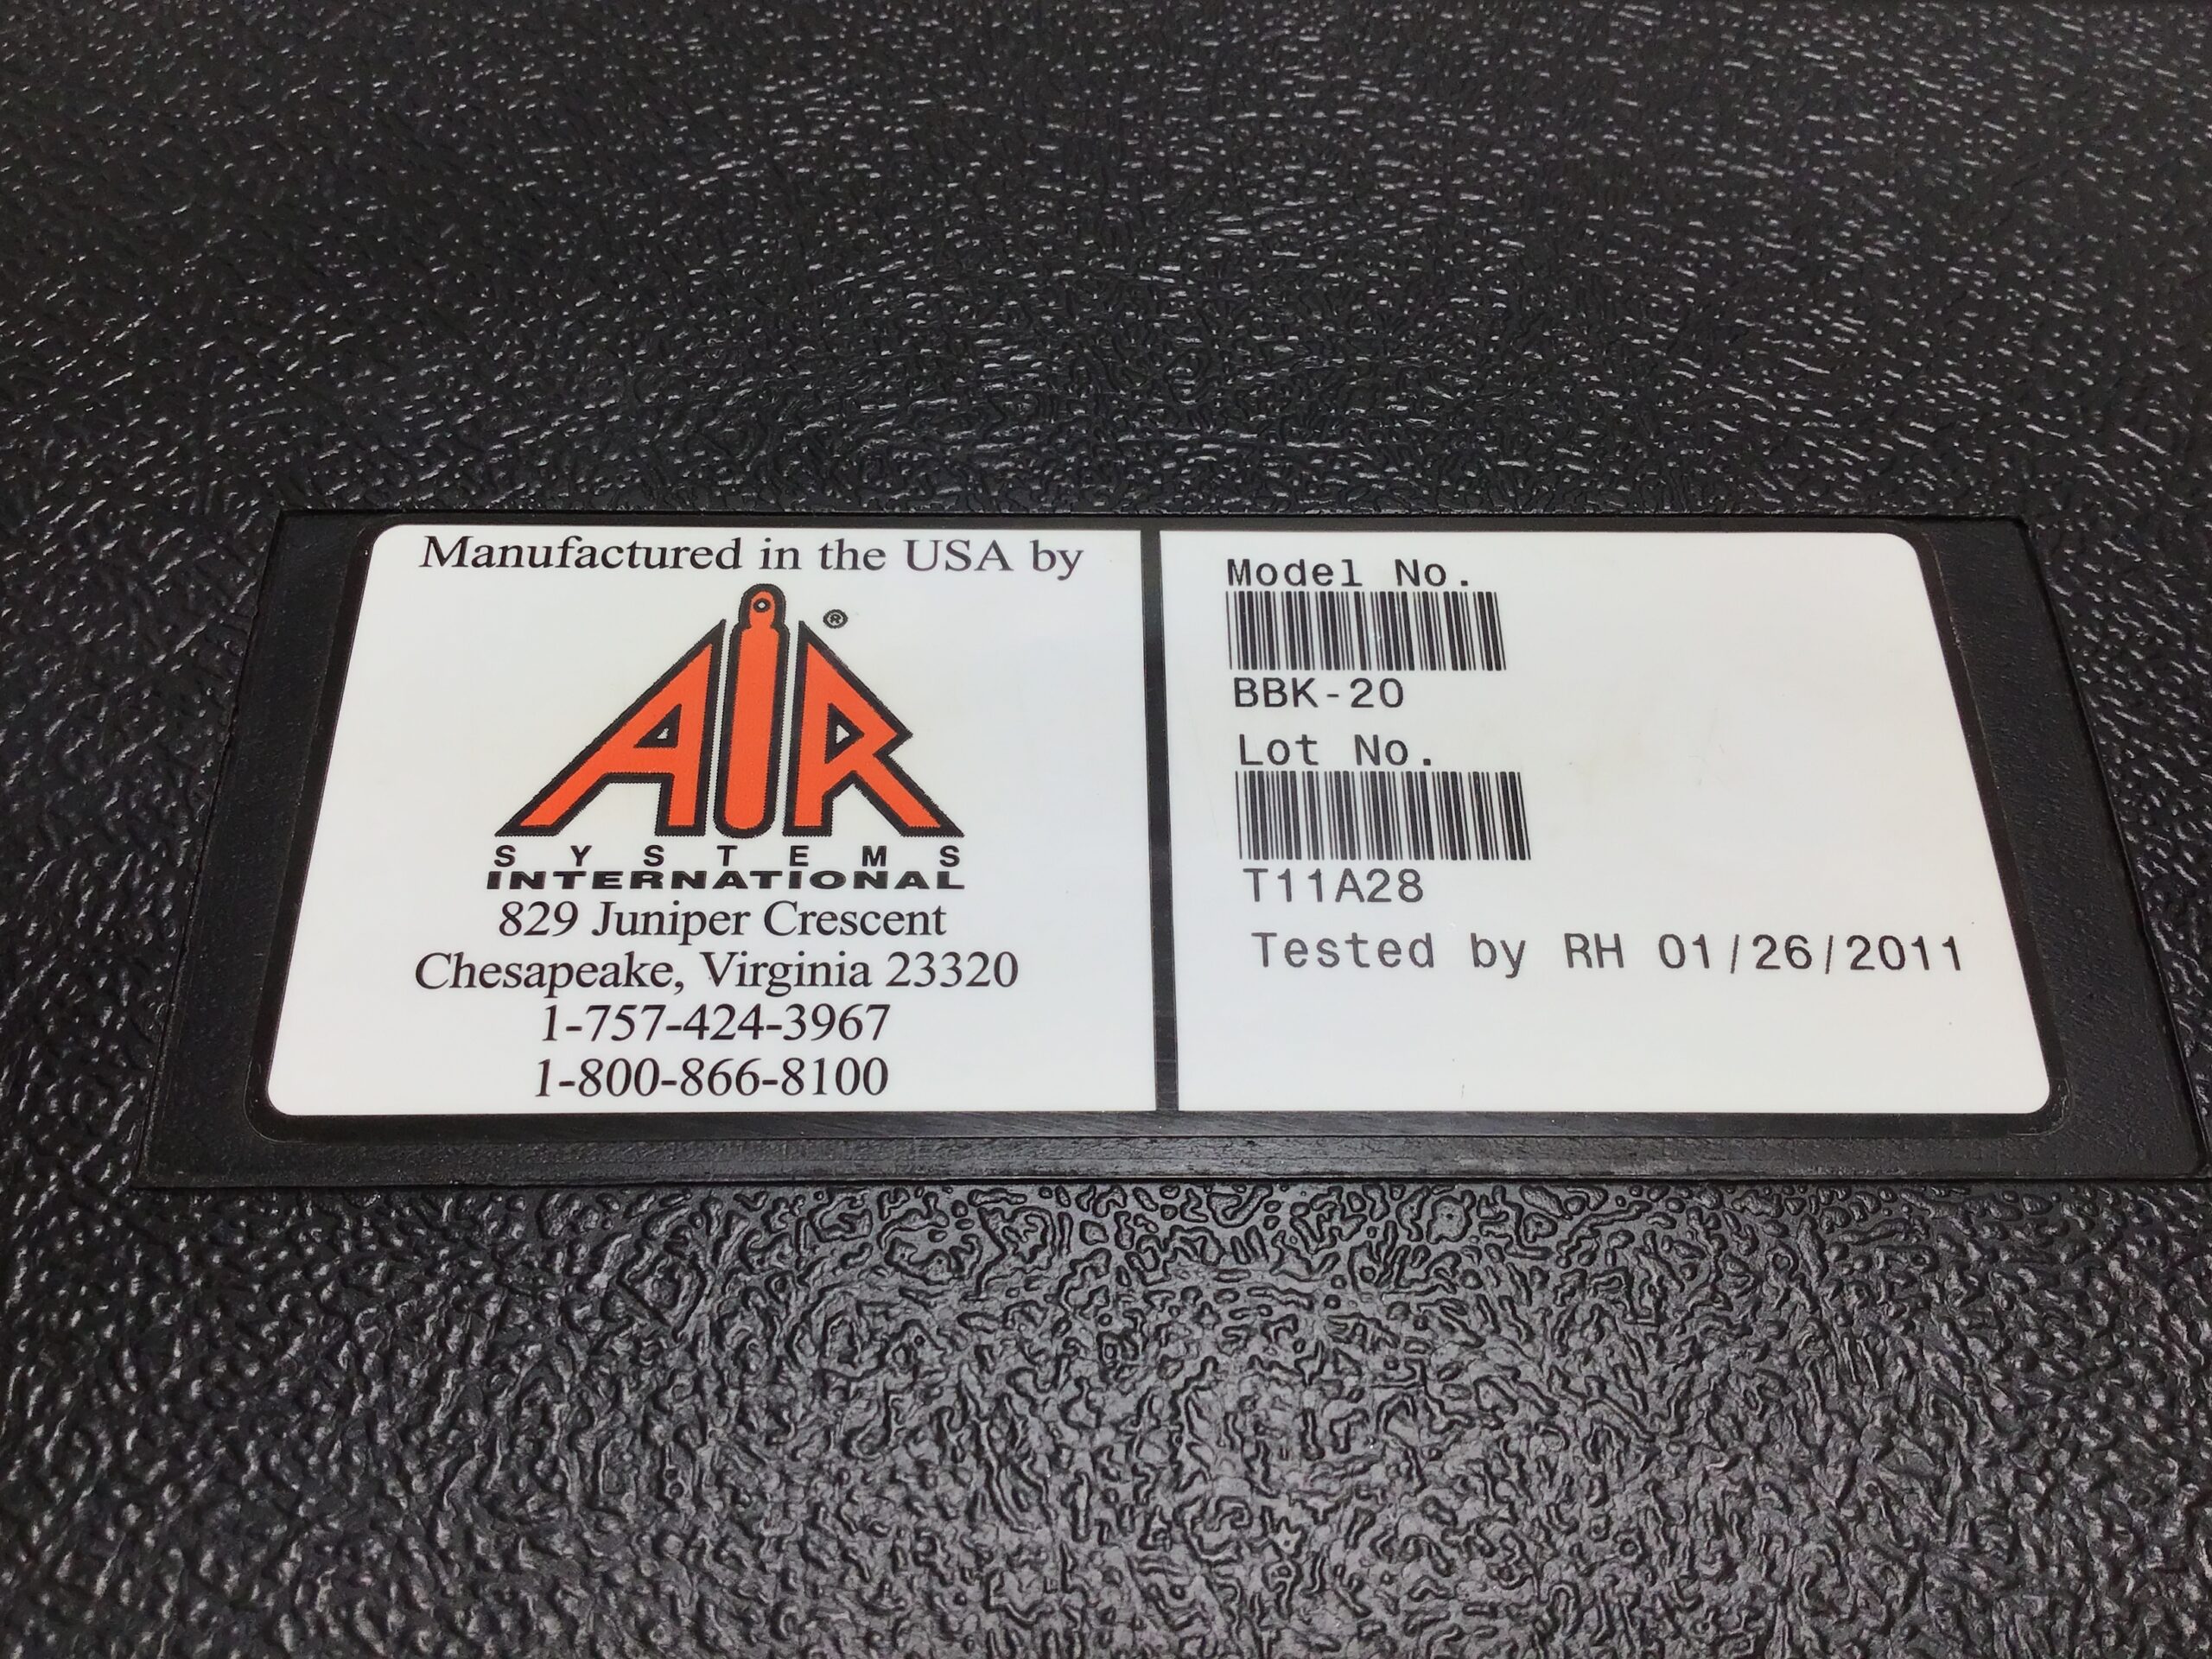 Manufactured in the USA by
AIR®
SYSTEMS
INTERNATIONAL
829 Juniper Crescent
Chesapeake, Virginia 23320
1-757-424-3967
1-800-866-8100
Model No.
BBK-20
Lot No.
T11A28
Tested by RH 01/26/2011